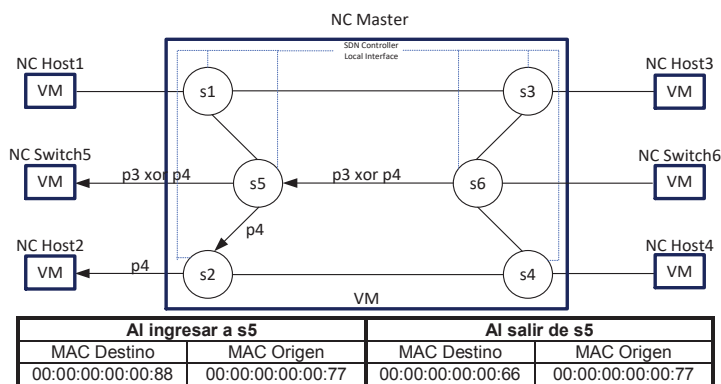 NC Master
SDN Controller
Local Interface
NC Host1
VM
s1
s3
NC Host3
VM
NC Switch5
VM
p3 xor p4
s5
p3 xor p4
s6
NC Switch6
VM
p4
NC Host2
VM
p4
s2
s4
NC Host4
VM
VM
Al ingresar a s5 Al salir de s5
MAC Destino MAC Origen MAC Destino MAC Origen
00:00:00:00:00:88 00:00:00:00:00:77 00:00:00:00:00:66 00:00:00:00:00:77